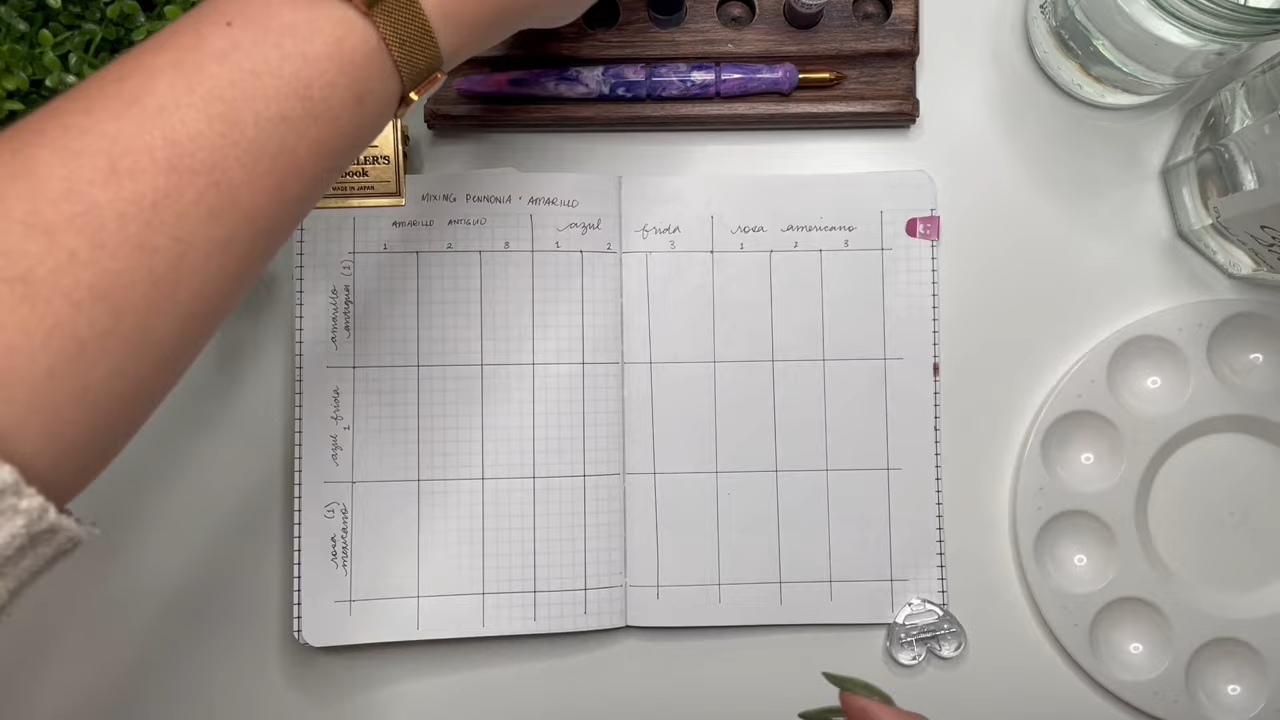 LER'S
book
MADE IN JAPAN
MIXING PENNONIA · AMARILLO
AMARILLO ANTIGUO azul frida rosa americano
1 2 3 1 2 3 1 2 3
amarillo
antiguo (1)
azul frida
1
rosa (1)
mexicano